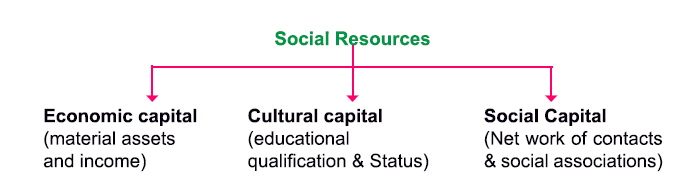 Social Resources
Economic capital
(material assets
and income)
Cultural capital
(educational
qualification & Status)
Social Capital
(Net work of contacts
& social associations)